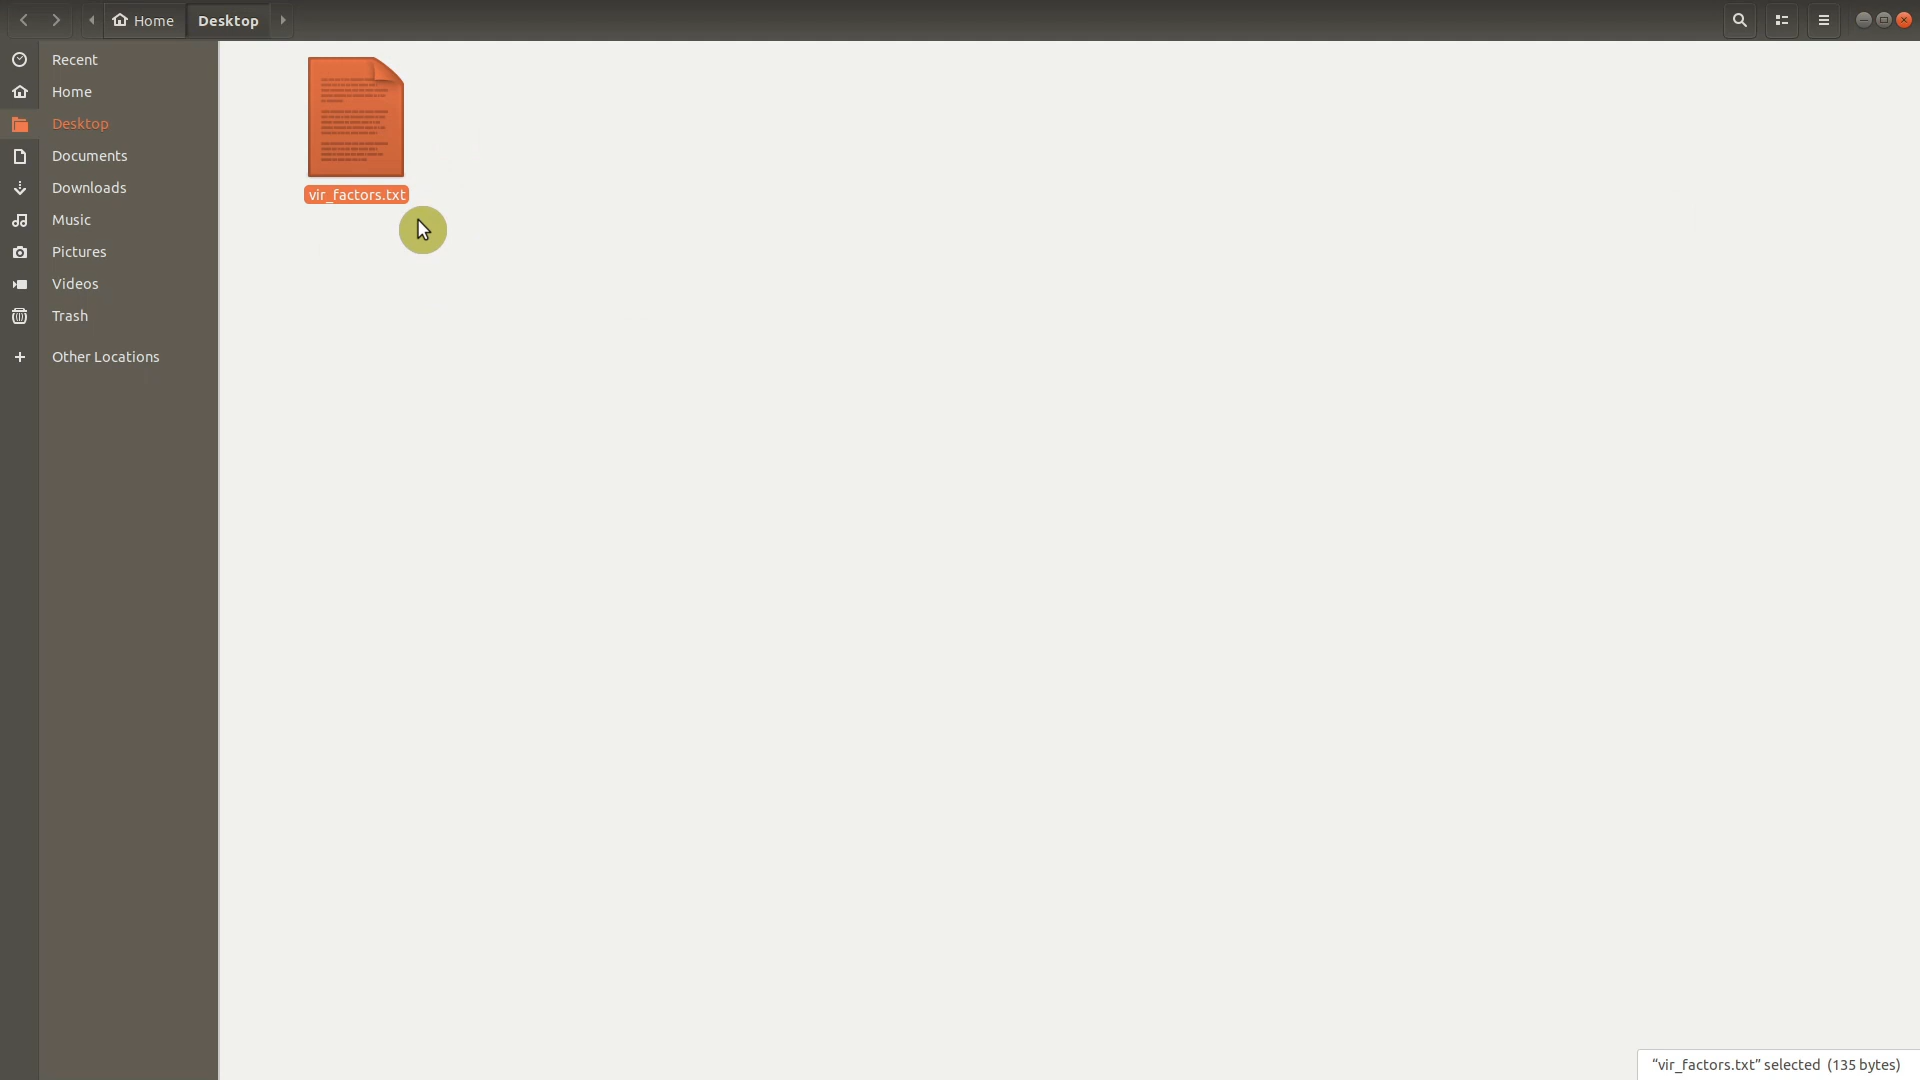 Home
Desktop
Recent
Home
Desktop
Documents
Downloads
Music
Pictures
Videos
Trash
Other Locations
vir_factors.txt
“vir_factors.txt” selected (135 bytes)